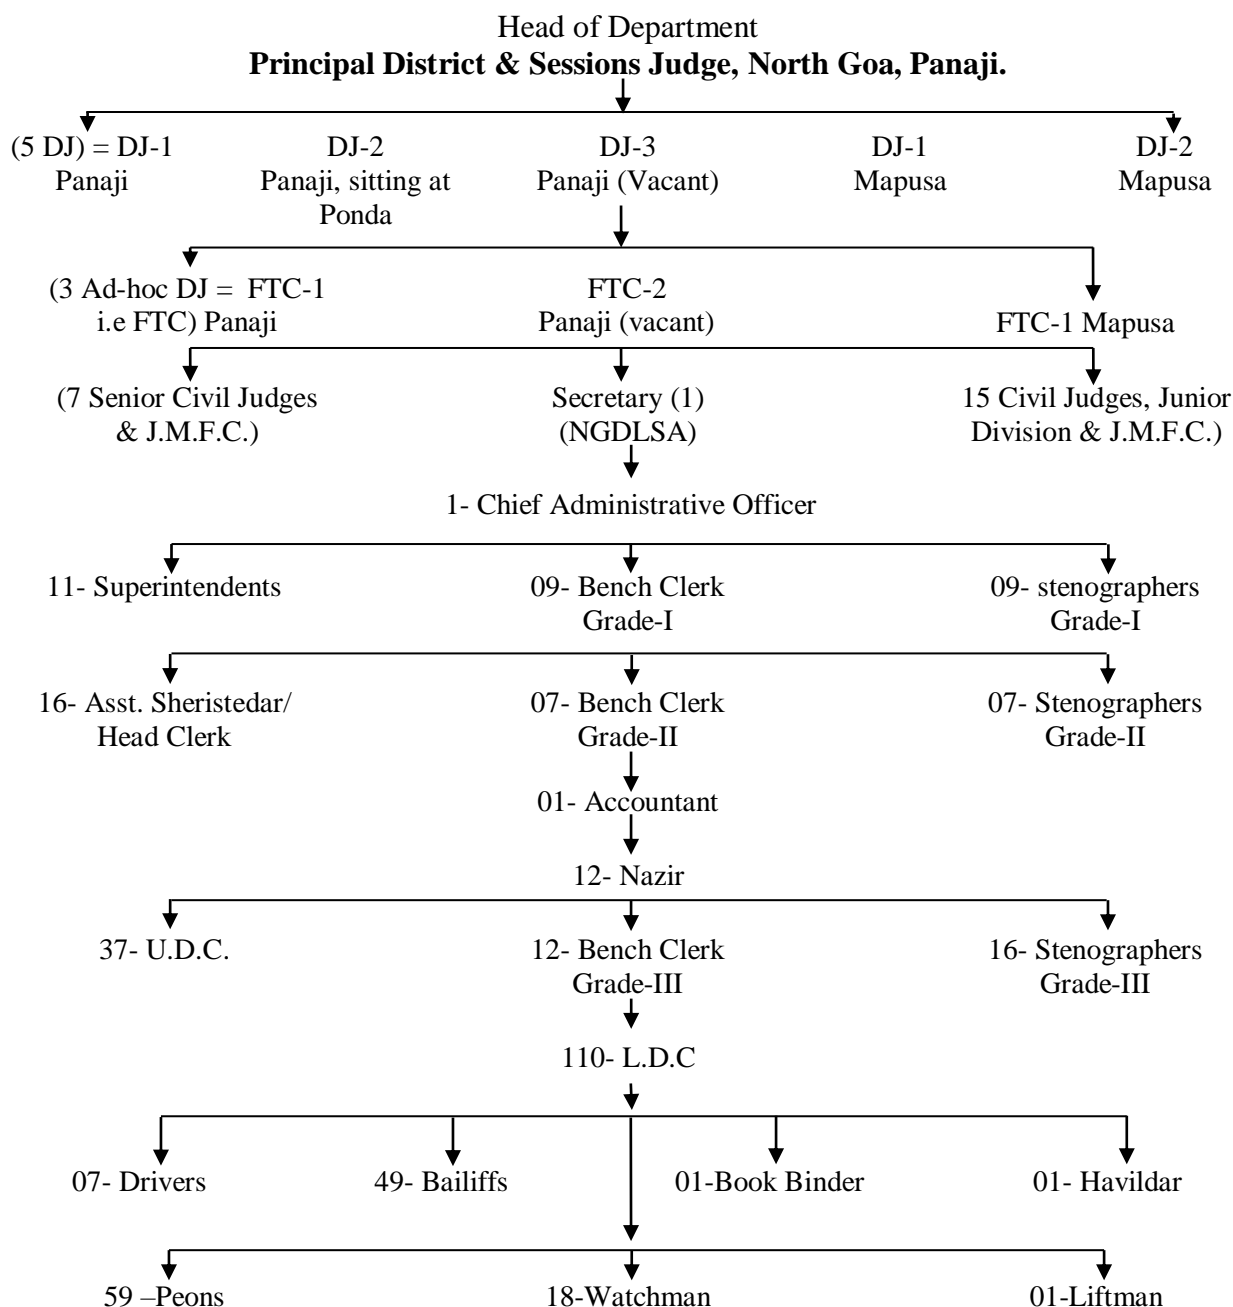 Head of Department
Principal District & Sessions Judge, North Goa, Panaji.
(5 DJ) = DJ-1
Panaji
DJ-2
Panaji, sitting at
Ponda
DJ-3
Panaji (Vacant)
DJ-1
Mapusa
DJ-2
Mapusa
(3 Ad-hoc DJ = FTC-1
i.e FTC) Panaji
FTC-2
Panaji (vacant)
FTC-1 Mapusa
(7 Senior Civil Judges
& J.M.F.C.)
Secretary (1)
(NGDLSA)
15 Civil Judges, Junior
Division & J.M.F.C.)
1- Chief Administrative Officer
11- Superintendents
09- Bench Clerk
Grade-I
09- stenographers
Grade-I
16- Asst. Sheristedar/
Head Clerk
07- Bench Clerk
Grade-II
07- Stenographers
Grade-II
01- Accountant
12- Nazir
37- U.D.C.
12- Bench Clerk
Grade-III
16- Stenographers
Grade-III
110- L.D.C
07- Drivers
49- Bailiffs
01-Book Binder
01- Havildar
59 –Peons
18-Watchman
01-Liftman